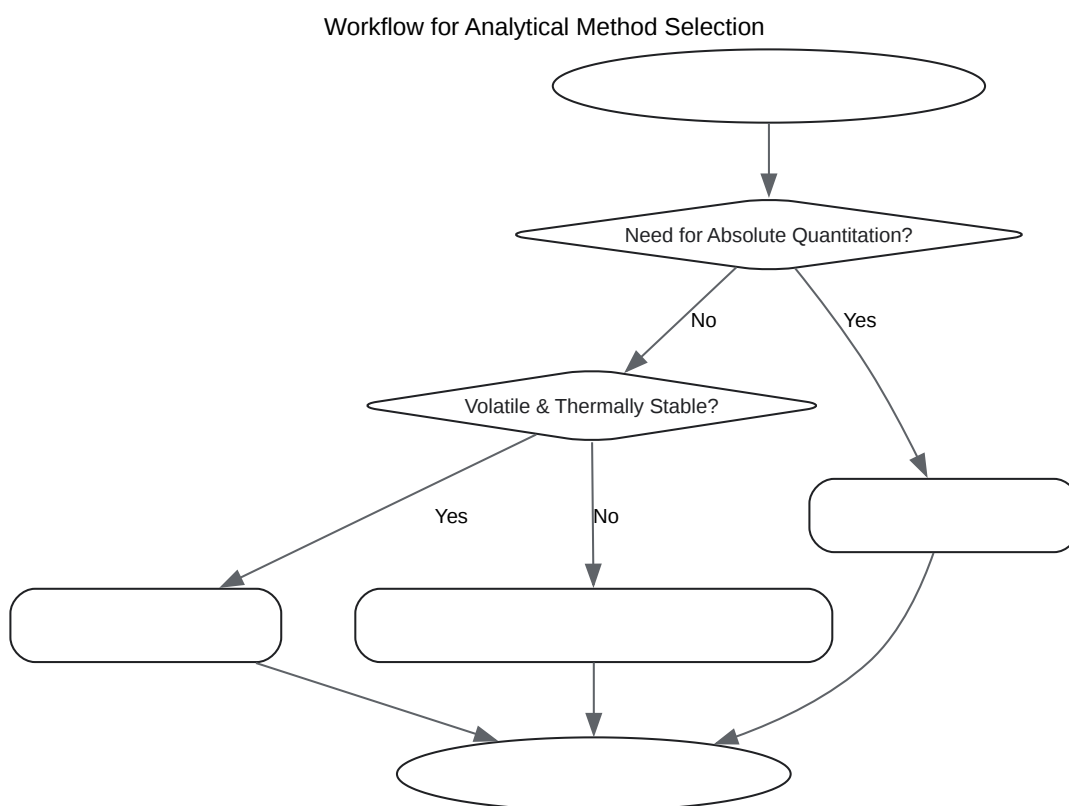 Workflow for Analytical Method Selection
Need for Absolute Quantitation?
No
Yes
Volatile & Thermally Stable?
Yes
No